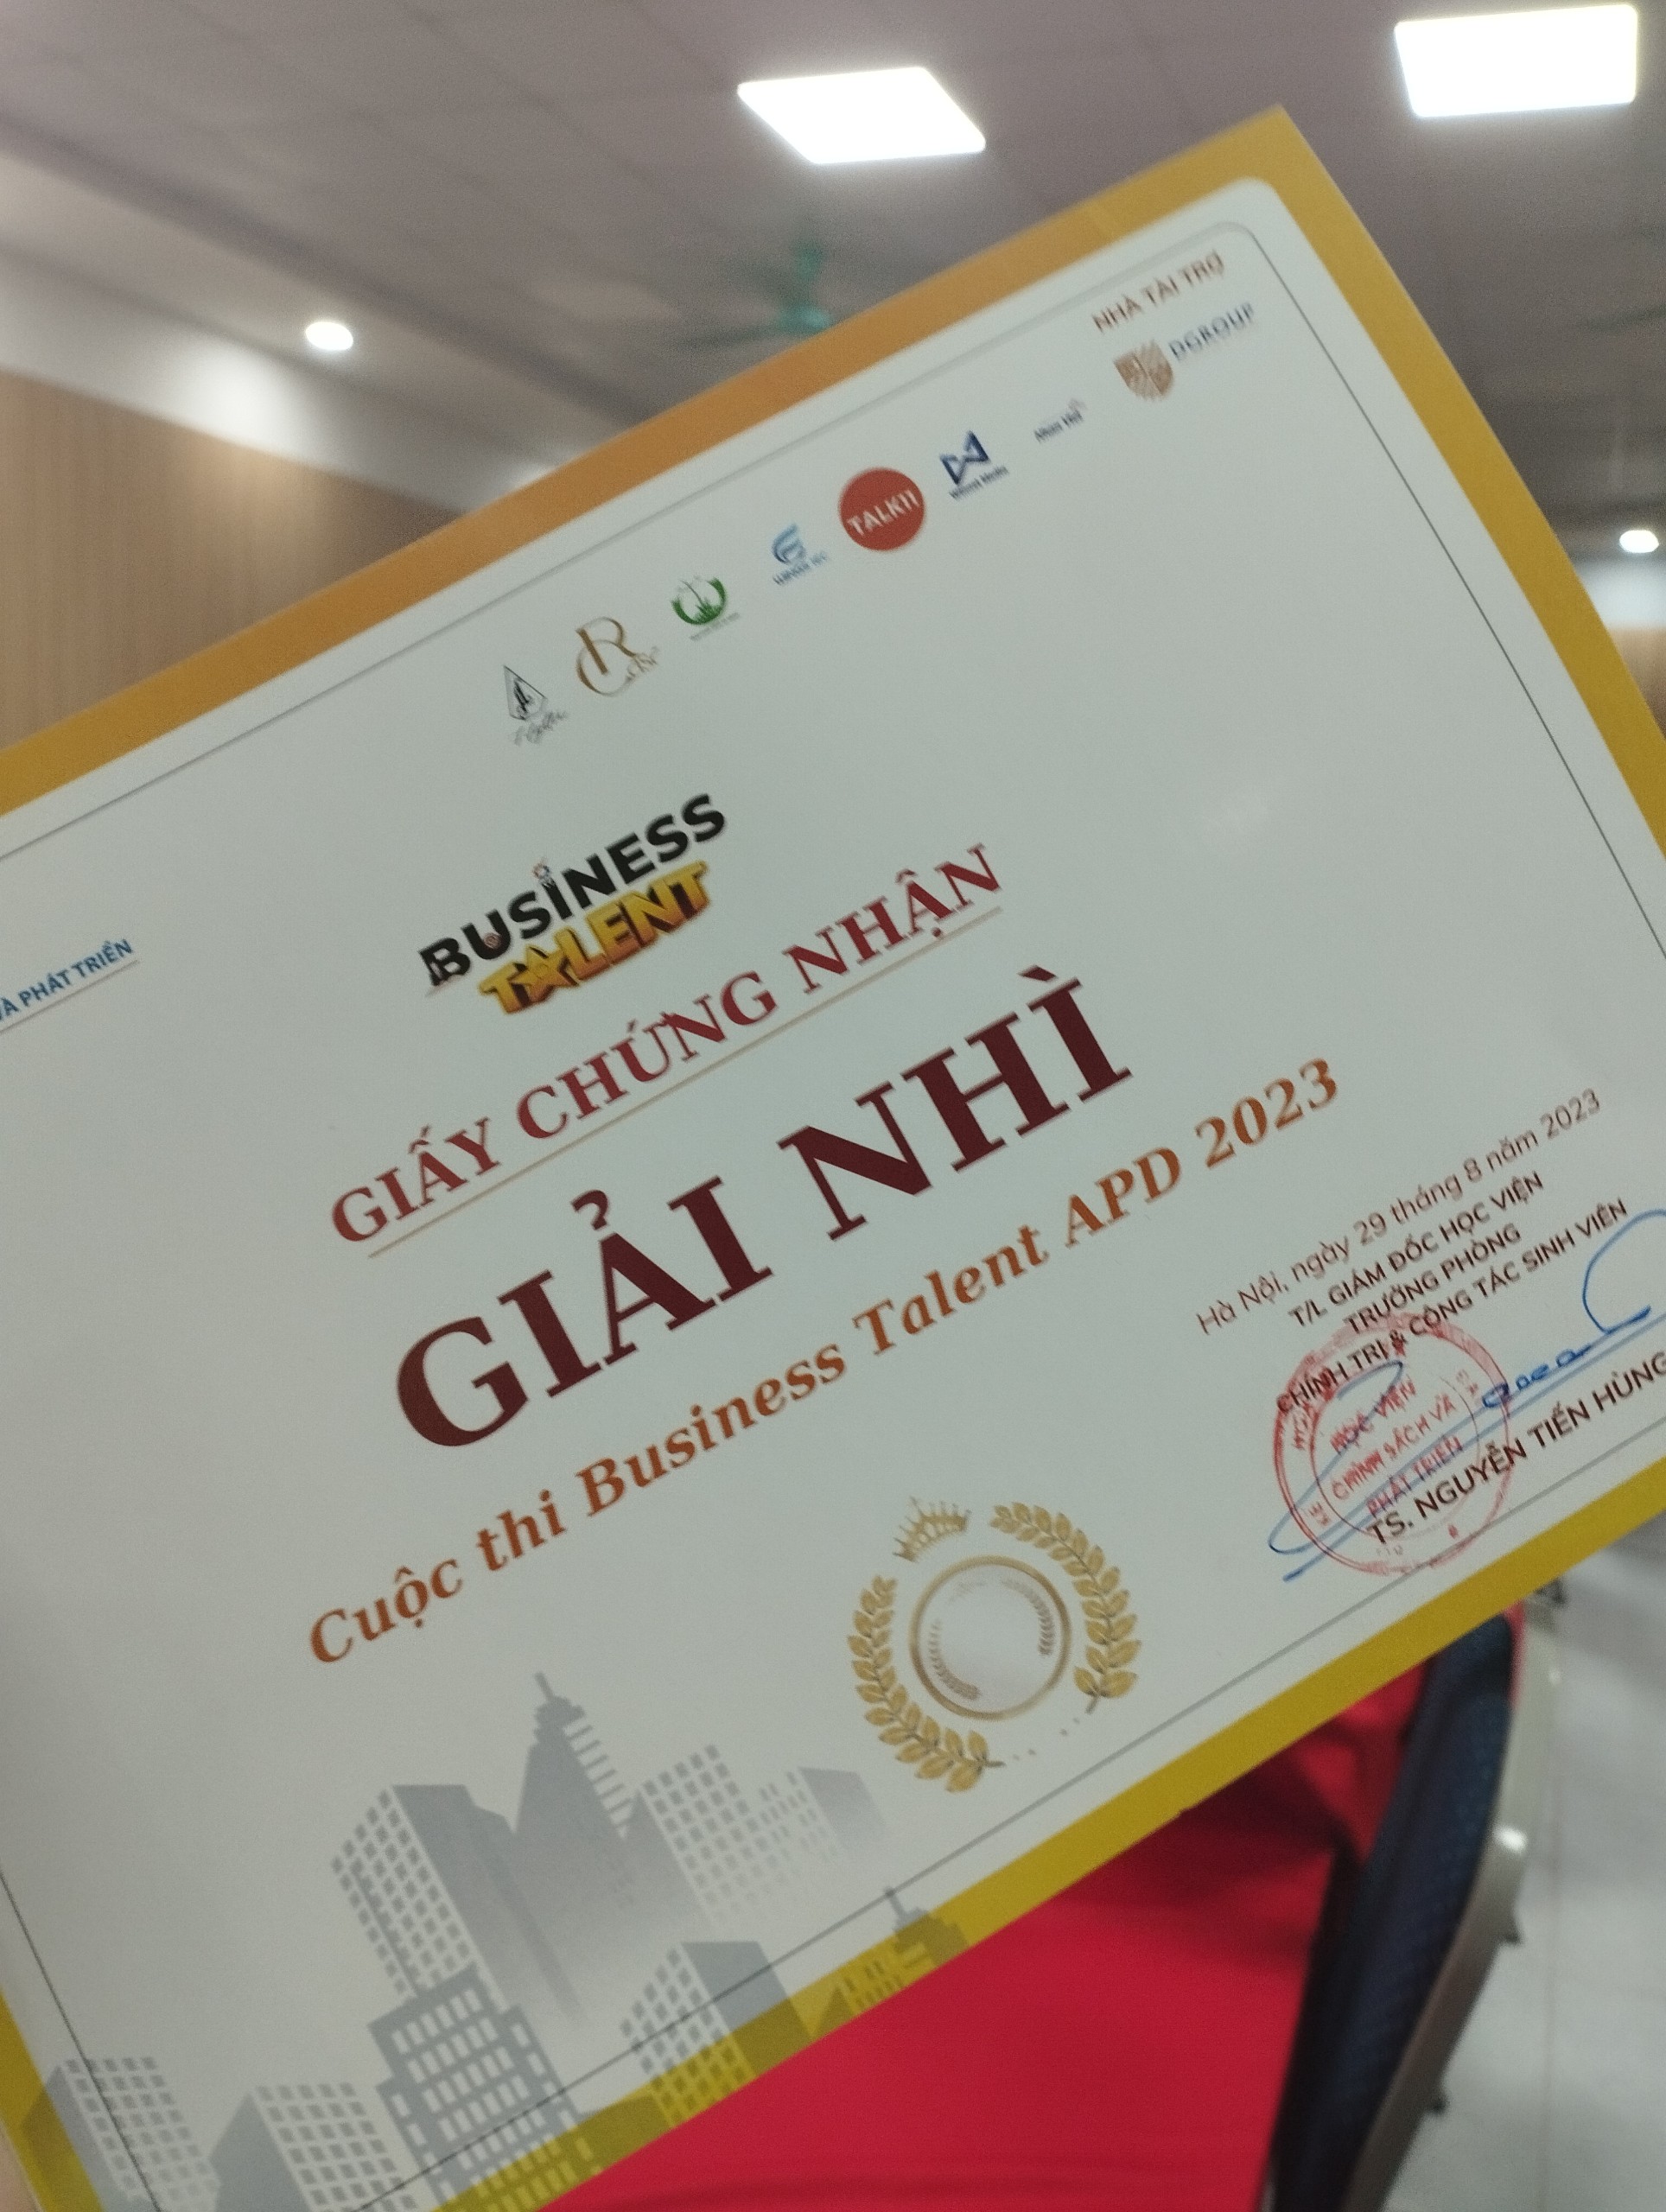 NHÀ TÀI TRỢ
DGROUP
TALK11
VÀ PHÁT TRIỂN
BUSINESS
TALENT
GIẤY CHỨNG NHẬN
GIẢI NHÌ
Cuộc thi Business Talent APD 2023
Hà Nội, ngày 29 tháng 8 năm 2023
T/L GIÁM ĐỐC HỌC VIỆN
TRƯỞNG PHÒNG
CHÍNH TRỊ & CÔNG TÁC SINH VIÊN
HỌC VIỆN
CHÍNH SÁCH VÀ
PHÁT TRIỂN
TS. NGUYỄN TIẾN HÙNG